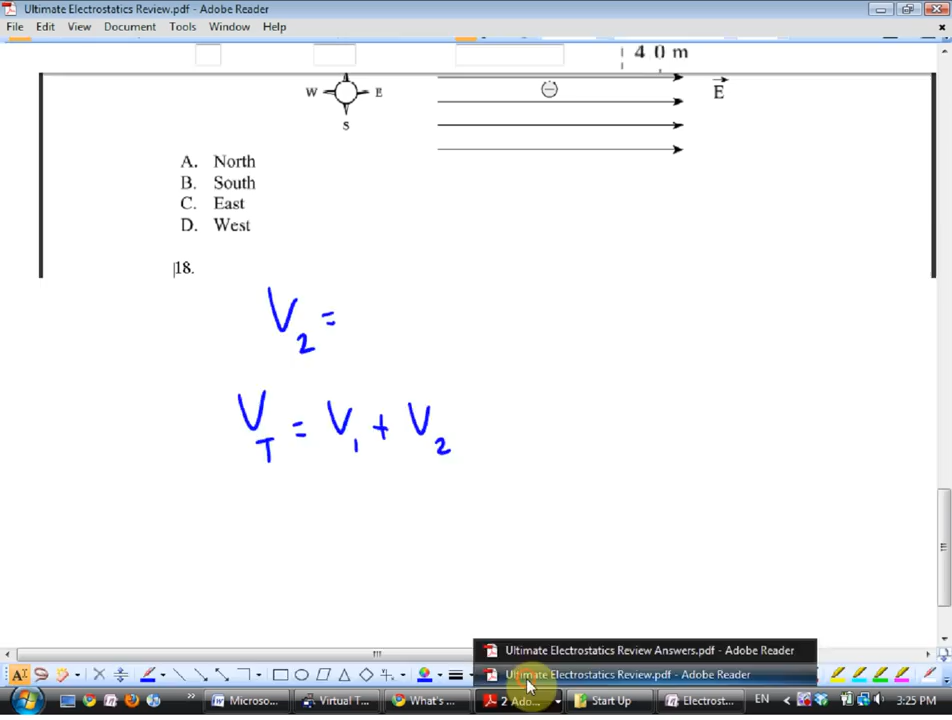 Ultimate Electrostatics Review.pdf - Adobe Reader
File Edit View Document Tools Window Help
4 0 m
W E E
S
A. North
B. South
C. East
D. West
18.
V2 =
VT = V1 + V2
Ultimate Electrostatics Review Answers.pdf - Adobe Reader
Ultimate Electrostatics Review.pdf - Adobe Reader
Microso... Virtual T... What's ... 2 Ado... Start Up Electrost... EN 3:25 PM